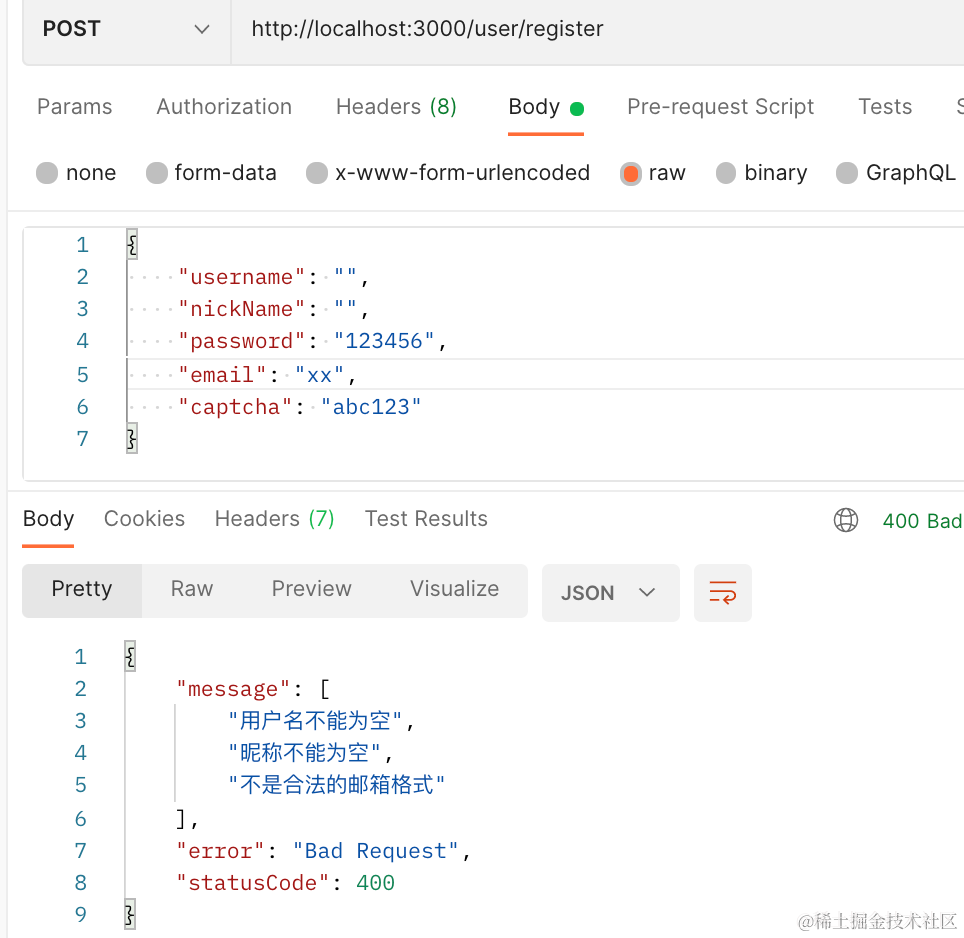 POST http://localhost:3000/user/register
Params Authorization Headers (8) Body Pre-request Script Tests S
none form-data x-www-form-urlencoded raw binary GraphQL
1 {
2 "username": "",
3 "nickName": "",
4 "password": "123456",
5 "email": "xx",
6 "captcha": "abc123"
7 }
Body Cookies Headers (7) Test Results 400 Bad
Pretty Raw Preview Visualize JSON
1 {
2 "message": [
3 "用户名不能为空",
4 "昵称不能为空",
5 "不是合法的邮箱格式"
6 ],
7 "error": "Bad Request",
8 "statusCode": 400
9 }
@稀土掘金技术社区